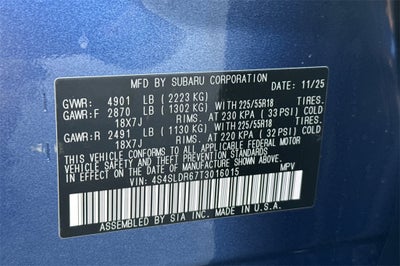 MFD. BY SUBARU CORPORATION DATE: 11/25
GVWR: 4901 LB ( 2223 KG)
GAWR:F 2870 LB ( 1302 KG) WITH 225/55R18 TIRES,
18X7J RIMS, AT 230 KPA ( 33 PSI) COLD
GAWR:R 2491 LB ( 1130 KG) WITH 225/55R18 TIRES,
18X7J RIMS, AT 220 KPA ( 32 PSI) COLD
THIS VEHICLE CONFORMS TO ALL APPLICABLE U.S. FEDERAL
MOTOR VEHICLE SAFETY STANDARDS IN EFFECT ON THE DATE
OF MANUFACTURE SHOWN ABOVE.
VIN: 4S4SLDR67T3016015 MPV
ASSEMBLED BY
SIA INC. MADE IN U.S.A.